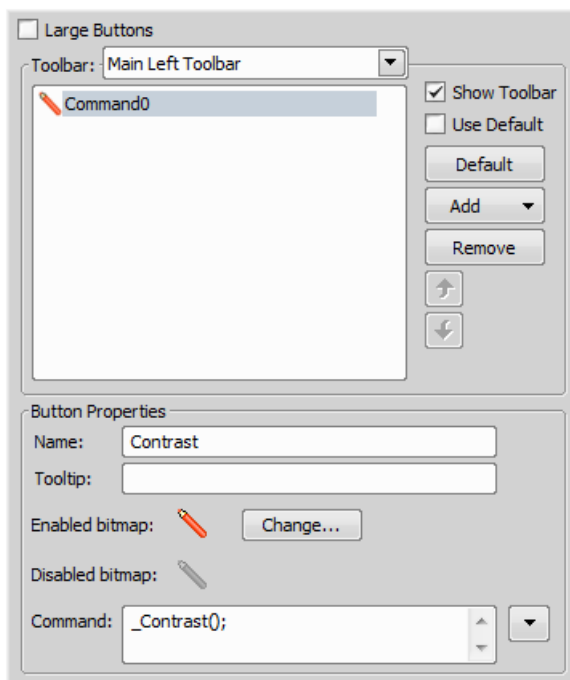 Large Buttons
Toolbar: Main Left Toolbar
Command0
Show Toolbar
Use Default
Default
Add
Remove
Button Properties
Name: Contrast
Tooltip:
Enabled bitmap: Change...
Disabled bitmap:
Command: _Contrast();